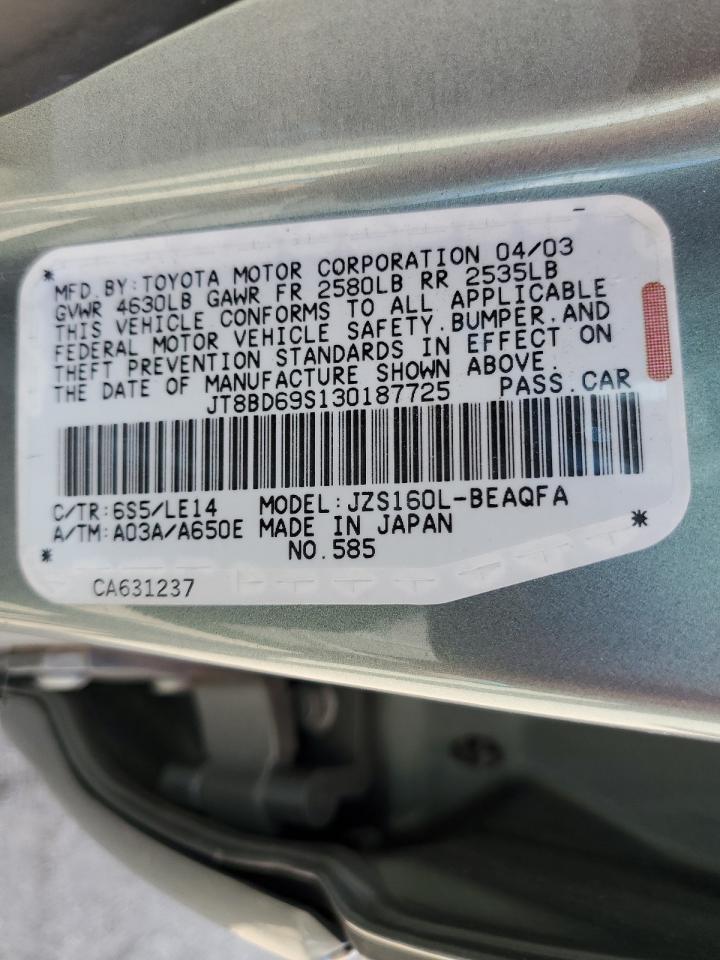 MFD.BY:TOYOTA MOTOR CORPORATION 04/03
GVWR 4630LB GAWR FR 2580LB RR 2535LB
THIS VEHICLE CONFORMS TO ALL APPLICABLE
FEDERAL MOTOR VEHICLE SAFETY.BUMPER.AND
THEFT PREVENTION STANDARDS IN EFFECT ON
THE DATE OF MANUFACTURE SHOWN ABOVE.
JT8BD69S130187725 PASS.CAR
C/TR:6S5/LE14 MODEL:JZS160L-BEAQFA
A/TM:A03A/A650E MADE IN JAPAN
NO.585
CA631237